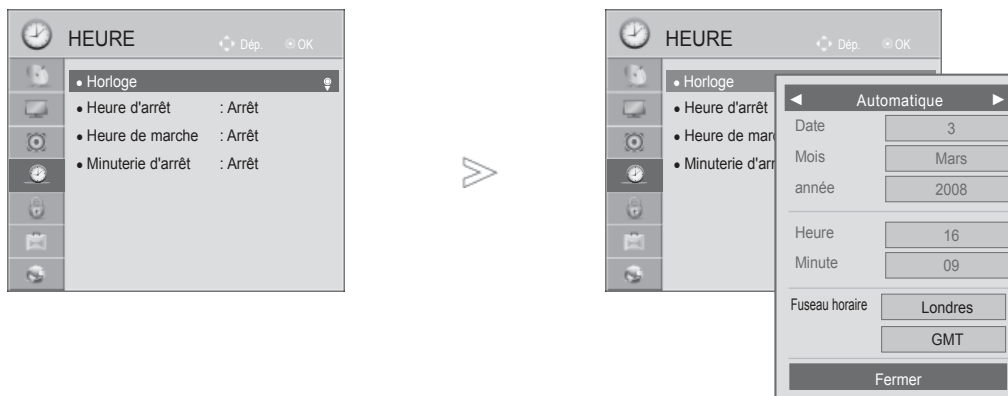 HEURE
Dép. OK
• Horloge
• Heure d'arrêt : Arrêt
• Heure de marche : Arrêt
• Minuterie d'arrêt : Arrêt
HEURE
Dép. OK
• Horloge
• Heure d'arrêt
• Heure de marc
• Minuterie d'arr
◄ Automatique ►
Date 3
Mois Mars
année 2008
Heure 16
Minute 09
Fuseau horaire Londres
GMT
Fermer